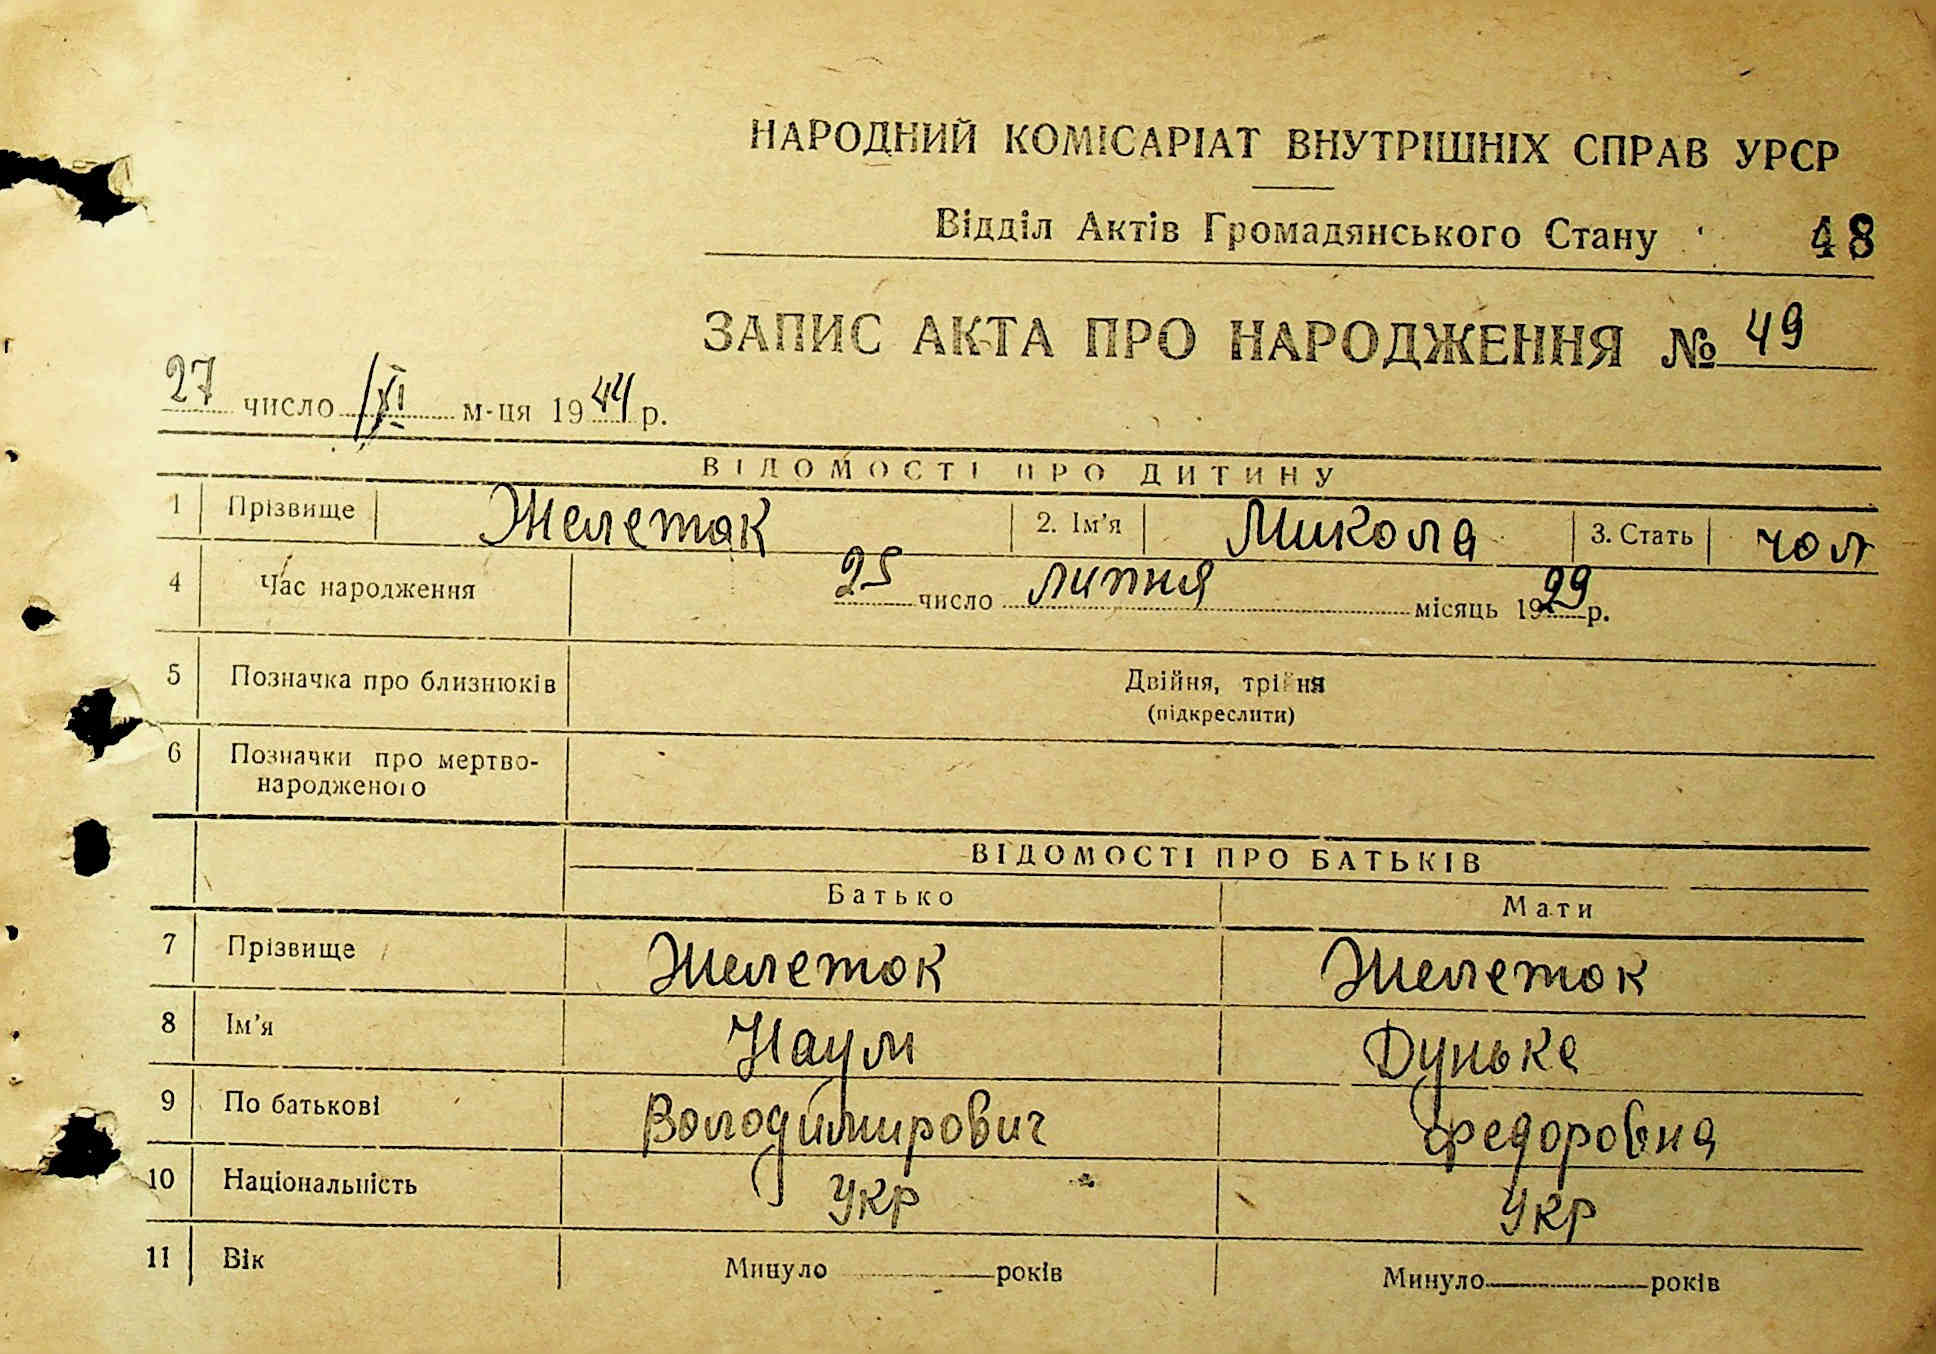 НАРОДНИЙ КОМІСАРІАТ ВНУТРІШНІХ СПРАВ УРСР
Відділ Актів Громадянського Стану 48
ЗАПИС АКТА ПРО НАРОДЖЕННЯ № 49
27 число XI м-ця 1944 р.
ВІДОМОСТІ ПРО ДИТИНУ
1 Прізвище Желеток 2. Ім'я Микола 3. Стать чол
4 Час народження 25 число липня місяць 1929 р.
5 Позначка про близнюків Двійня, трійня
(підкреслити)
6 Позначки про мертво-
народженого
ВІДОМОСТІ ПРО БАТЬКІВ
Батько Мати
7 Прізвище Желеток Желеток
8 Ім'я Наум Дунька
9 По батькові Володимирович Федоровна
10 Національність Укр Укр
11 Вік Минуло років Минуло років